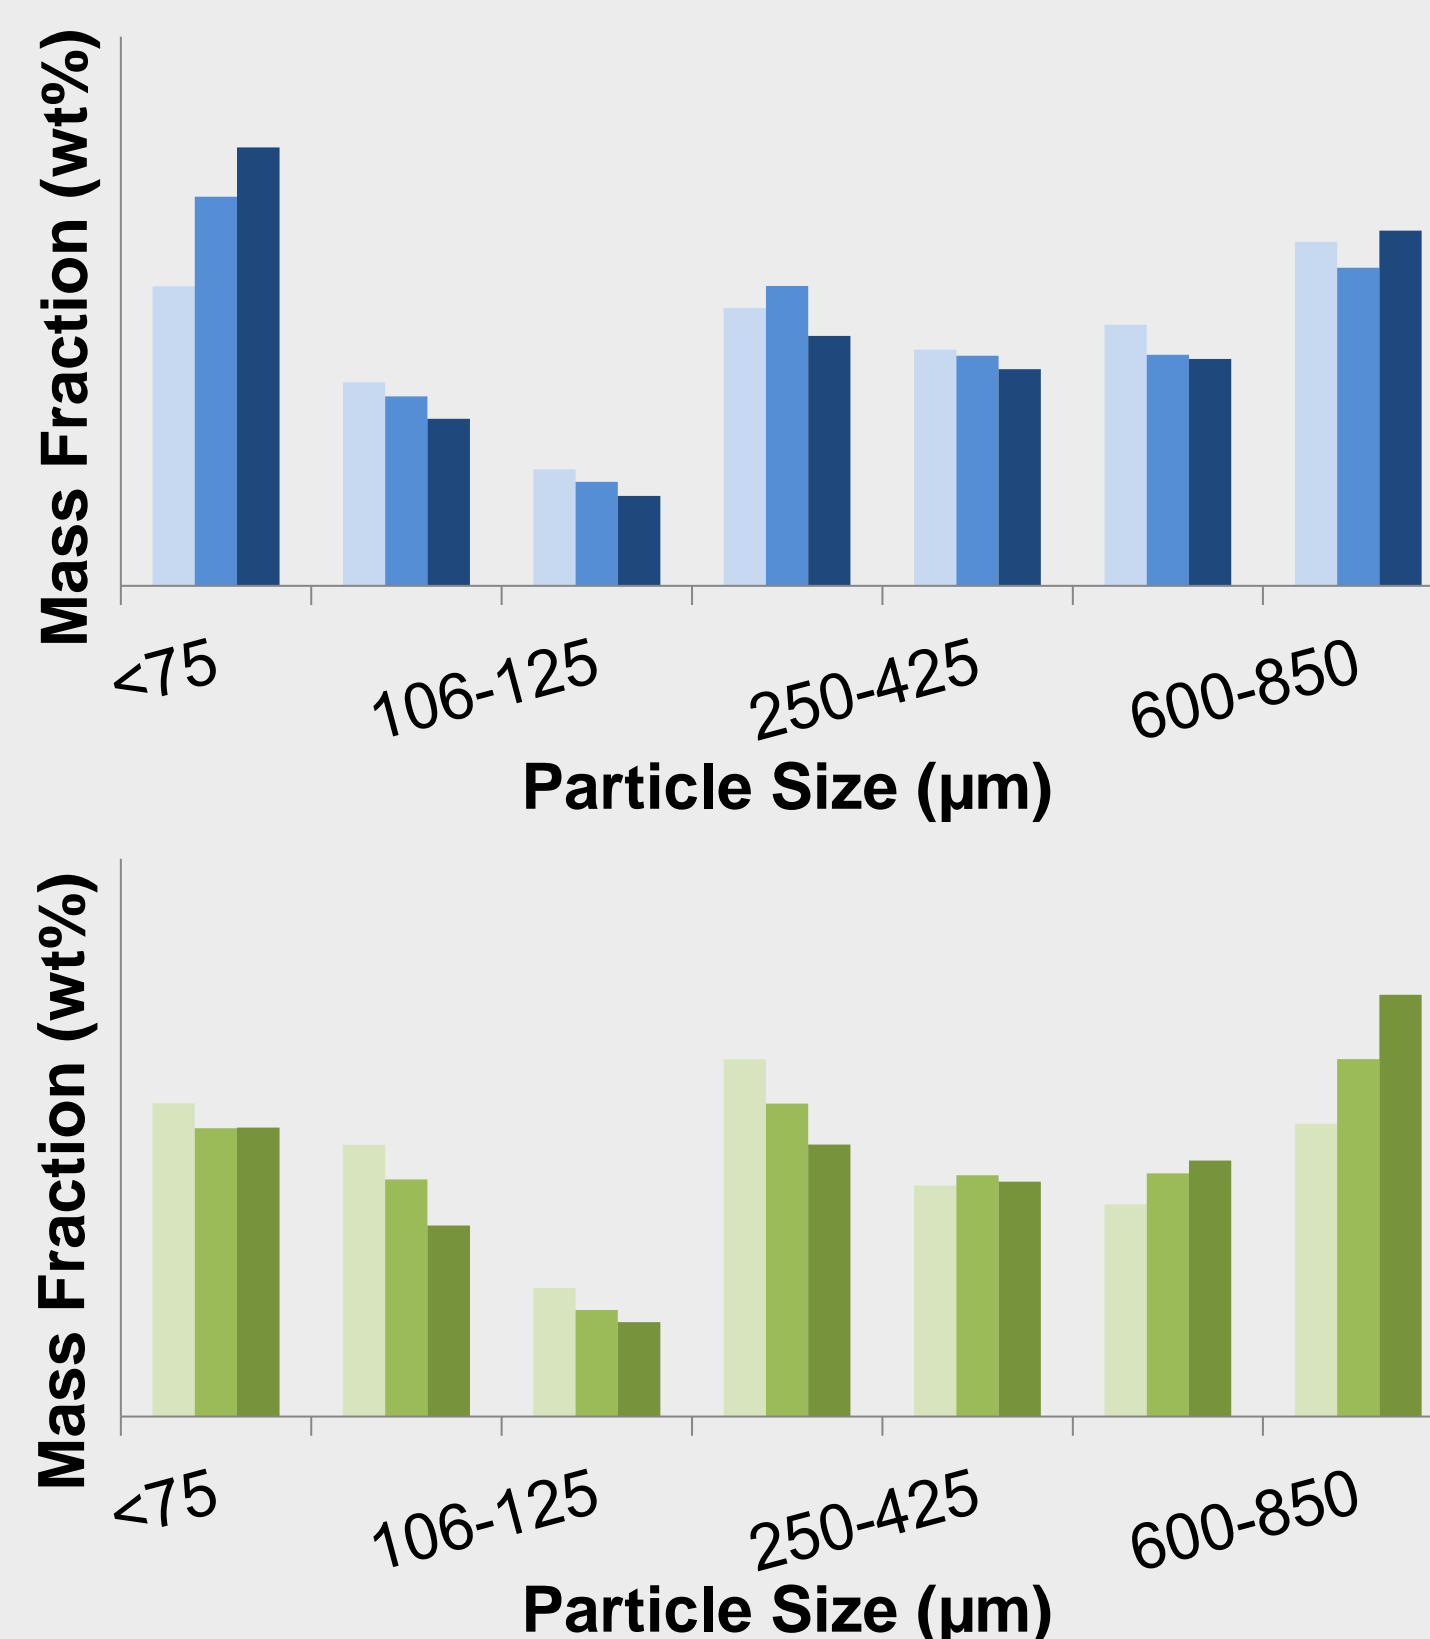 Mass Fraction (wt%)
<75
106-125
250-425
600-850
Particle Size (µm)
Mass Fraction (wt%)
<75
106-125
250-425
600-850
Particle Size (µm)